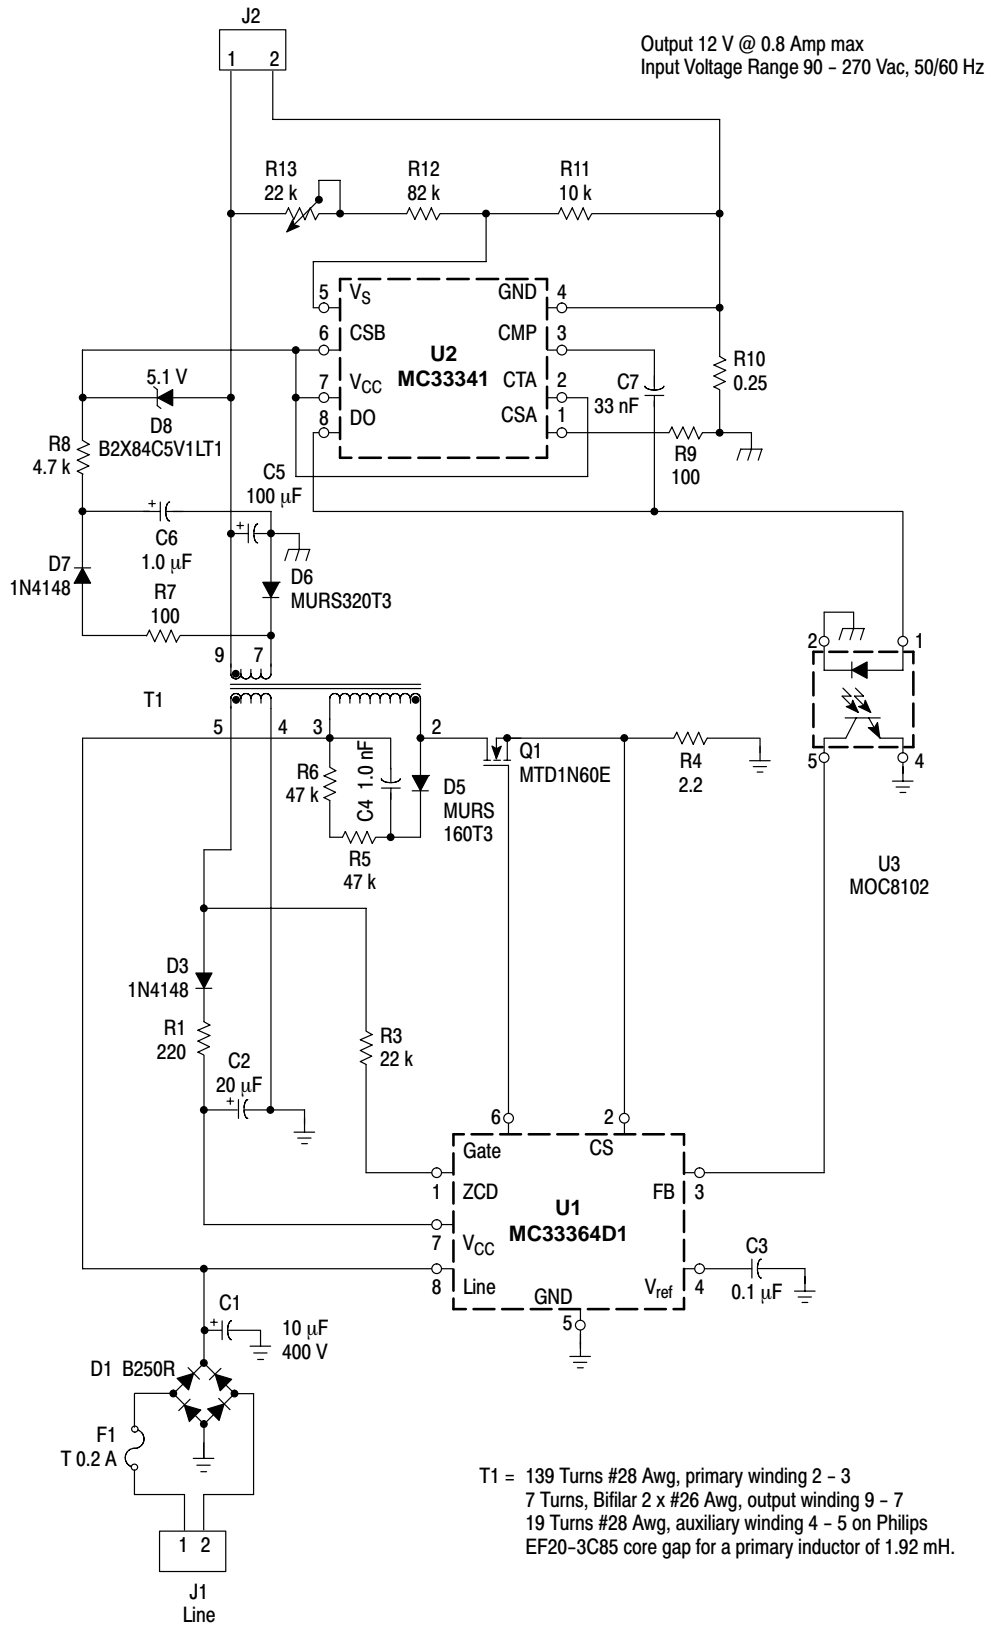 J2
1 2
Output 12 V @ 0.8 Amp max
Input Voltage Range 90 – 270 Vac, 50/60 Hz
R13
22 k
R12
82 k
R11
10 k
5
VS
GND
4
6
CSB
CMP
3
U2
MC33341
7
VCC
CTA
2
8
DO
CSA
1
C7
33 nF
R10
0.25
R9
100
5.1 V
D8
B2X84C5V1LT1
R8
4.7 k
C5
100 µF
+
+
C6
1.0 µF
D7
1N4148
R7
100
D6
MURS320T3
9
7
T1
5
4
3
2
R6
47 k
C4 1.0 nF
D5
MURS
160T3
R5
47 k
Q1
MTD1N60E
R4
2.2
2
1
5
4
U3
MOC8102
D3
1N4148
R1
220
C2
20 µF
+
R3
22 k
6
2
Gate
CS
1
ZCD
FB
3
U1
MC33364D1
7
VCC
8
Line
Vref
4
GND
5
C3
0.1 µF
C1
+
10 µF
400 V
D1 B250R
F1
T 0.2 A
1 2
J1
Line
T1 = 139 Turns #28 Awg, primary winding 2 – 3
7 Turns, Bifilar 2 x #26 Awg, output winding 9 – 7
19 Turns #28 Awg, auxiliary winding 4 – 5 on Philips
EF20–3C85 core gap for a primary inductor of 1.92 mH.